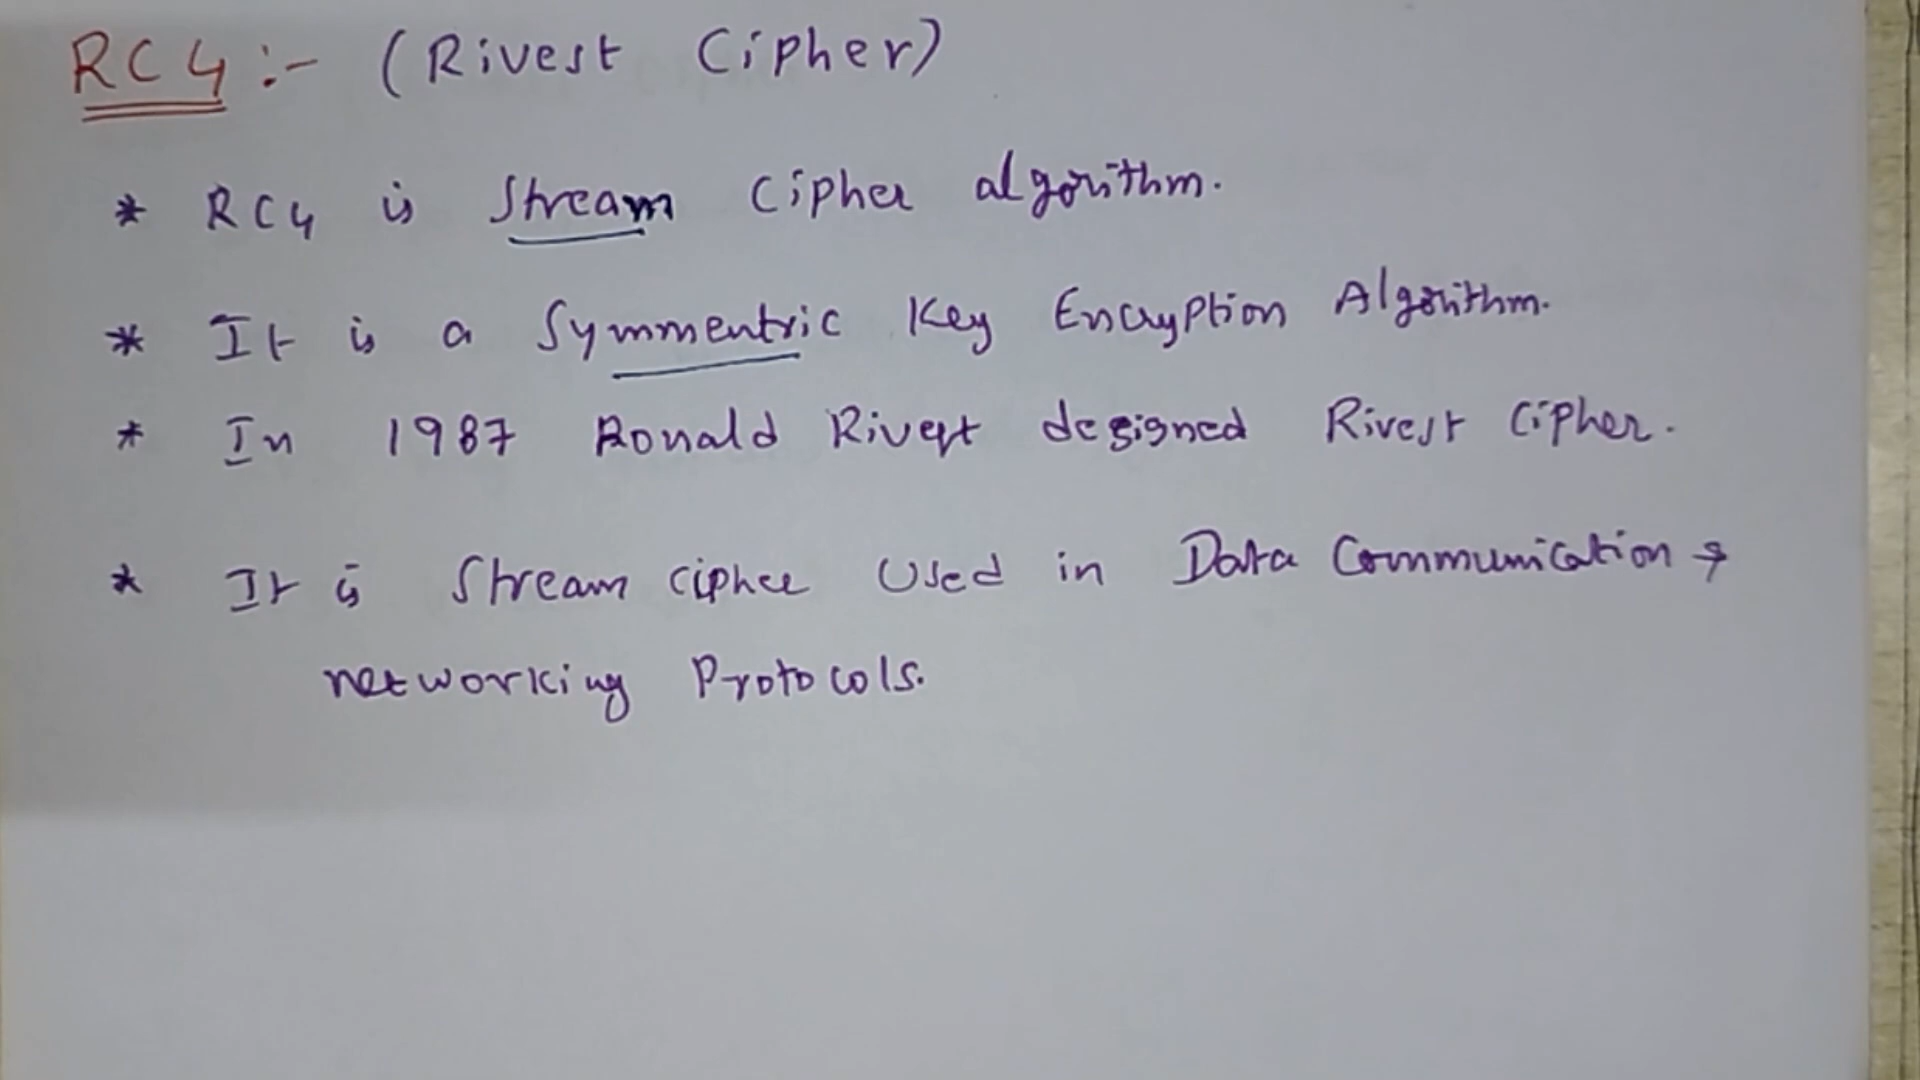 RC4 :- (Rivest Cipher)
* RC4 is Stream Cipher algorithm.
* It is a Symmentric Key Encryption Algorithm.
* In 1987 Ronald Rivest designed Rivest Cipher.
* It is Stream cipher Used in Data Communication &
networking Protocols.